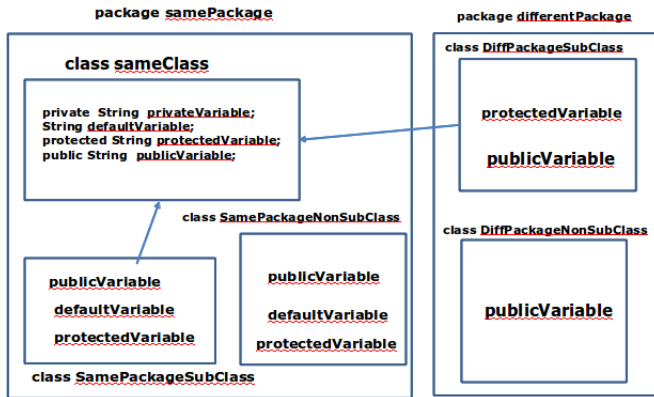 package samePackage
class sameClass
private String privateVariable;
String defaultVariable;
protected String protectedVariable;
public String publicVariable;
class SamePackageNonSubClass
publicVariable
defaultVariable
protectedVariable
publicVariable
defaultVariable
protectedVariable
class SamePackageSubClass
package differentPackage
class DiffPackageSubClass
protectedVariable
publicVariable
class DiffPackageNonSubClass
publicVariable